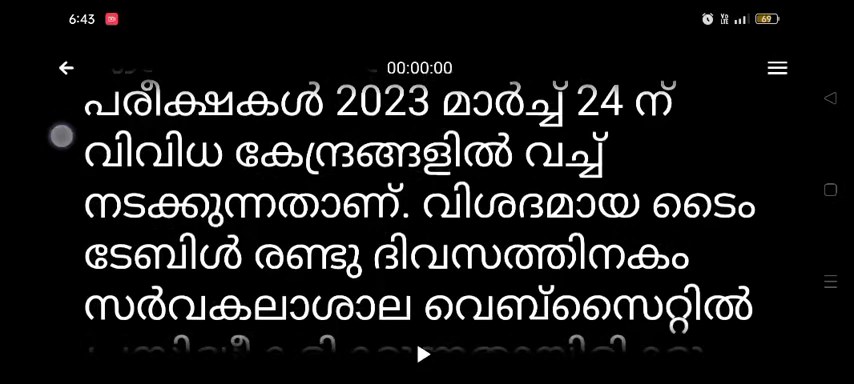 6:43
69
00:00:00
പരീക്ഷകൾ 2023 മാർച്ച് 24 ന്
വിവിധ കേന്ദ്രങ്ങളിൽ വച്ച്
നടക്കുന്നതാണ്. വിശദമായ ടൈം
ടേബിൾ രണ്ടു ദിവസത്തിനകം
സർവകലാശാല വെബ്സൈറ്റിൽ